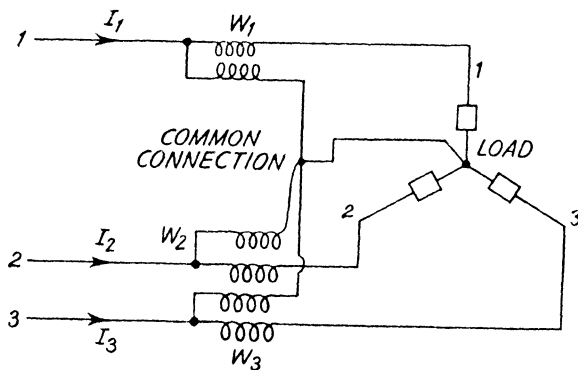 1 I1 W1
1
COMMON
CONNECTION
LOAD
2
3
W2
2 I2
3 I3
W3